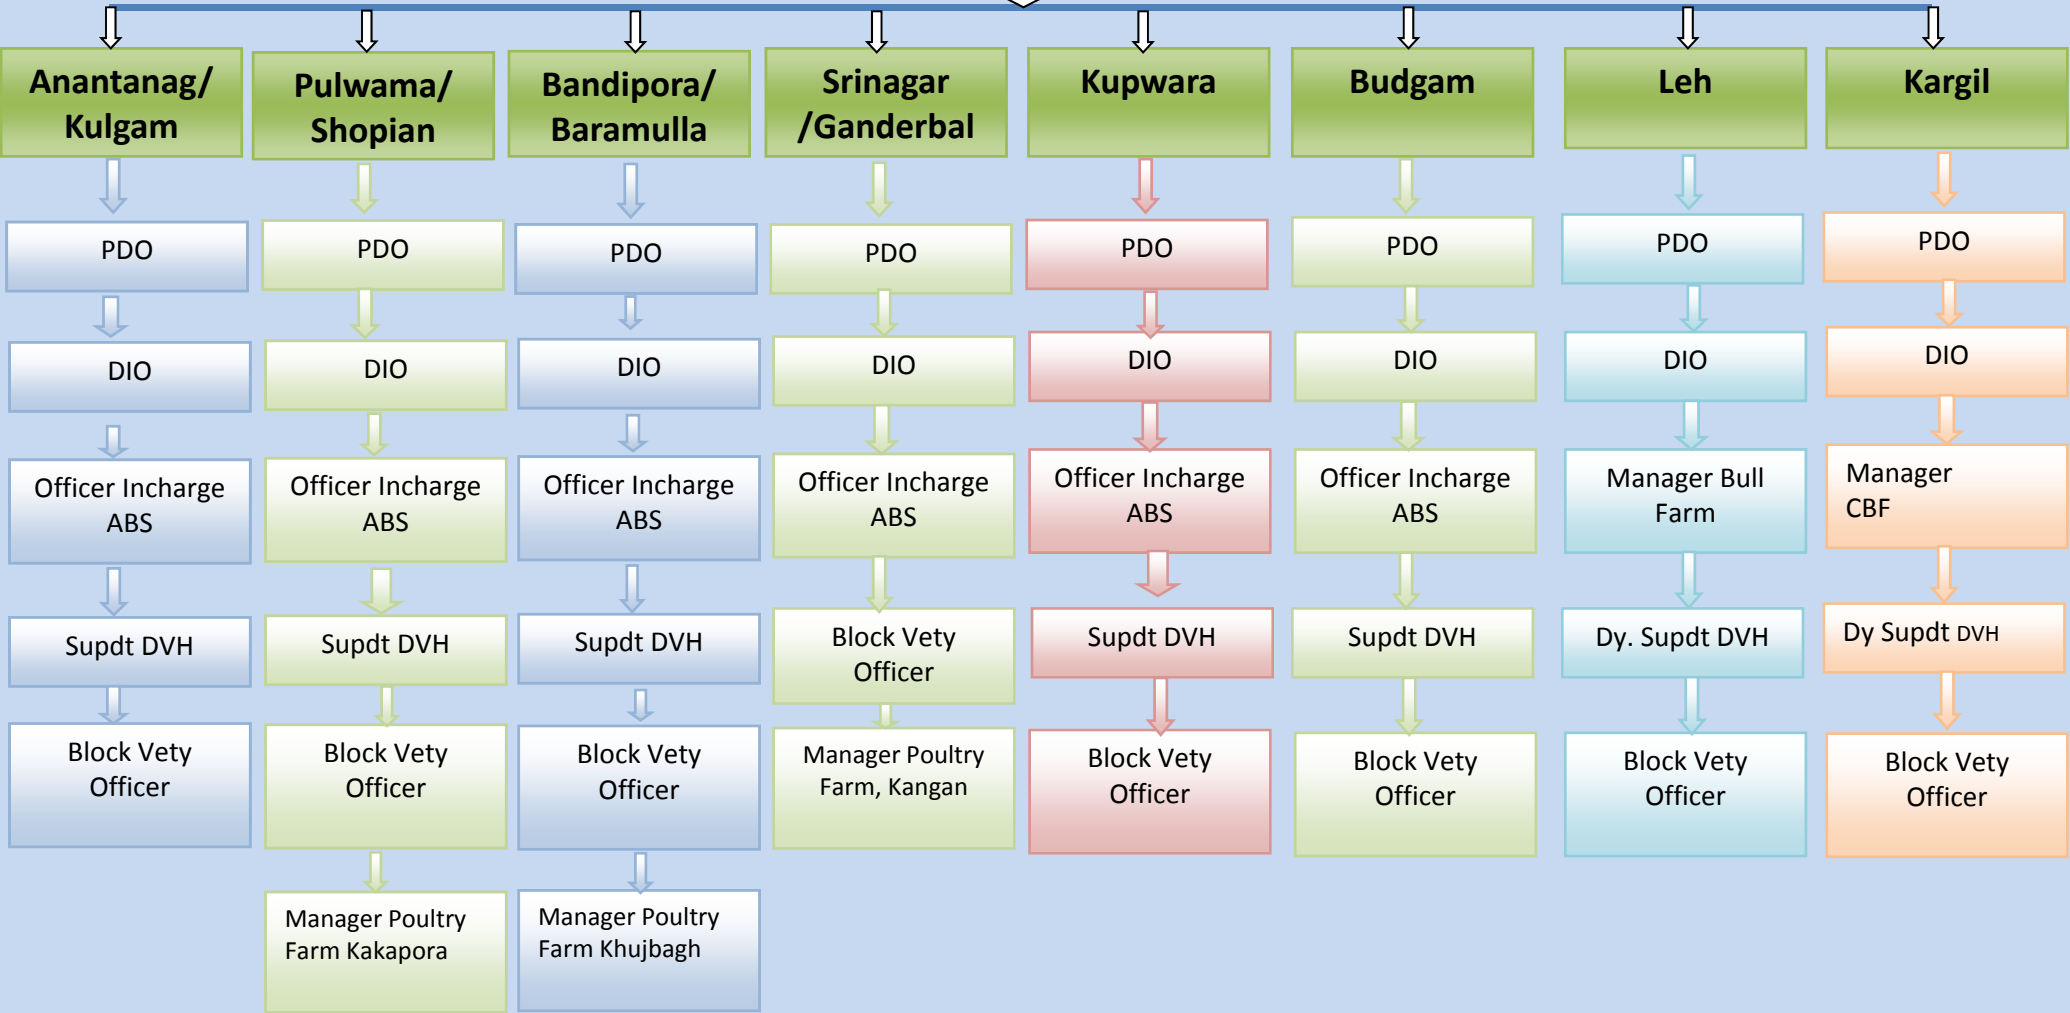 Anantanag/
Kulgam
PDO
DIO
Officer Incharge
ABS
Supdt DVH
Block Vety
Officer
Pulwama/
Shopian
PDO
DIO
Officer Incharge
ABS
Supdt DVH
Block Vety
Officer
Manager Poultry
Farm Kakapora
Bandipora/
Baramulla
PDO
DIO
Officer Incharge
ABS
Supdt DVH
Block Vety
Officer
Manager Poultry
Farm Khujbagh
Srinagar
/Ganderbal
PDO
DIO
Officer Incharge
ABS
Block Vety
Officer
Manager Poultry
Farm, Kangan
Kupwara
PDO
DIO
Officer Incharge
ABS
Supdt DVH
Block Vety
Officer
Budgam
PDO
DIO
Officer Incharge
ABS
Supdt DVH
Block Vety
Officer
Leh
PDO
DIO
Manager Bull
Farm
Dy. Supdt DVH
Block Vety
Officer
Kargil
PDO
DIO
Manager
CBF
Dy Supdt DVH
Block Vety
Officer